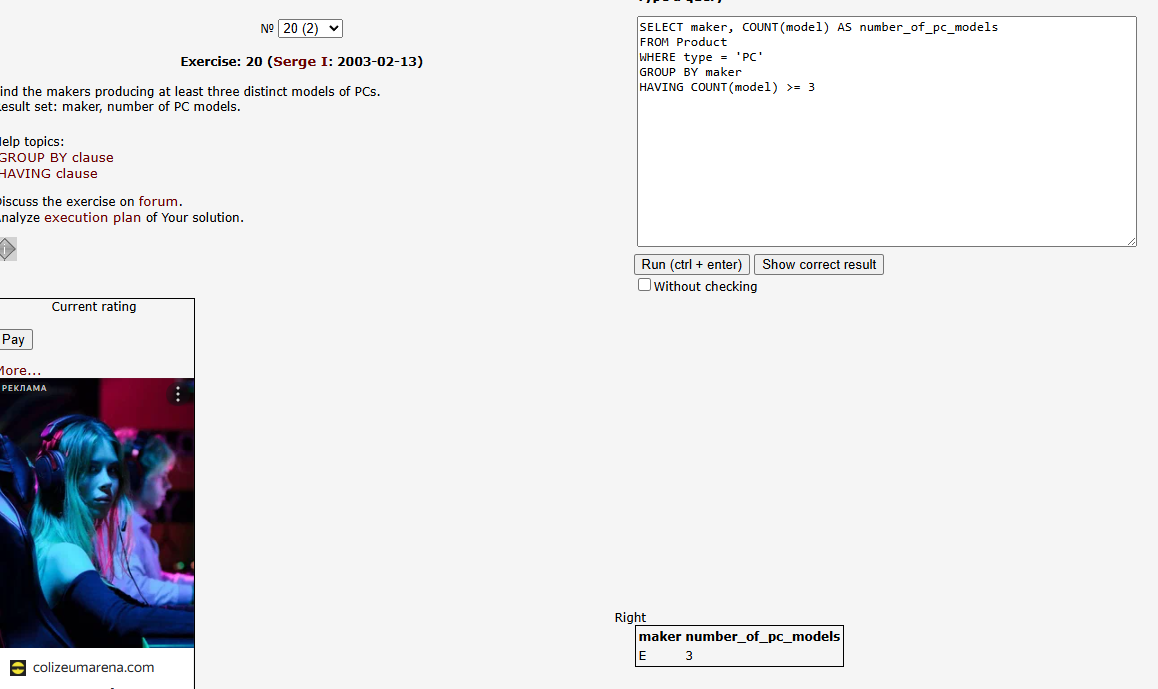 № 20 (2)
Exercise: 20 (Serge I: 2003-02-13)
ind the makers producing at least three distinct models of PCs.
esult set: maker, number of PC models.
elp topics:
GROUP BY clause
HAVING clause
iscuss the exercise on forum.
nalyze execution plan of Your solution.
Current rating
Pay
More...
РЕКЛАМА
colizeumarena.com
SELECT maker, COUNT(model) AS number_of_pc_models
FROM Product
WHERE type = 'PC'
GROUP BY maker
HAVING COUNT(model) >= 3
Run (ctrl + enter) Show correct result
Without checking
Right
maker number_of_pc_models
E 3